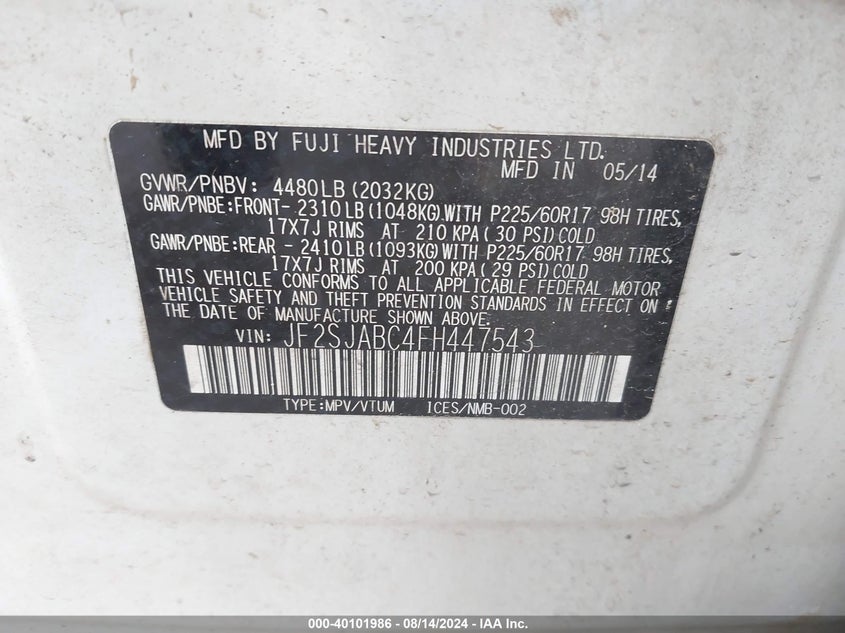 MFD BY FUJI HEAVY INDUSTRIES LTD.
MFD IN 05/14
GVWR/PNBV: 4480LB (2032KG)
GAWR/PNBE:FRONT- 2310LB (1048KG).WITH P225/60R17 98H TIRES,
17X7J RIMS AT 210 KPA (30 PSI) COLD
GAWR/PNBE:REAR - 2410LB (1093KG) WITH P225/60R17 98H TIRES,
17X7J RIMS AT 200 KPA (29 PSI) COLD
THIS VEHICLE CONFORMS TO ALL APPLICABLE FEDERAL MOTOR
VEHICLE SAFETY AND THEFT PREVENTION STANDARDS IN EFFECT ON
THE DATE OF MANUFACTURE SHOWN ABOVE.
VIN: JF2SJABC4FH447543
TYPE:MPV/VTUM ICES/NMB-002
000-40101986 - 08/14/2024 - IAA Inc.